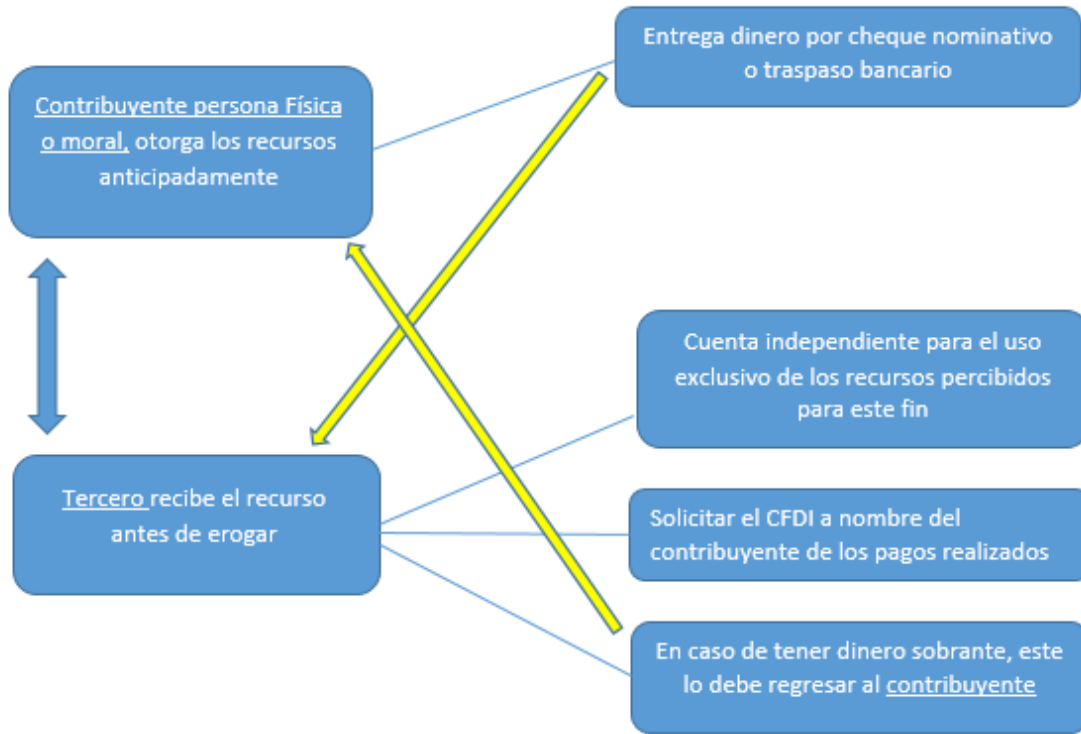 Entrega dinero por cheque nominativo
o traspaso bancario
Contribuyente persona Física
o moral, otorga los recursos
anticipadamente
Cuenta independiente para el uso
exclusivo de los recursos percibidos
para este fin
Tercero recibe el recurso
antes de erogar
Solicitar el CFDI a nombre del
contribuyente de los pagos realizados
En caso de tener dinero sobrante, este
lo debe regresar al contribuyente